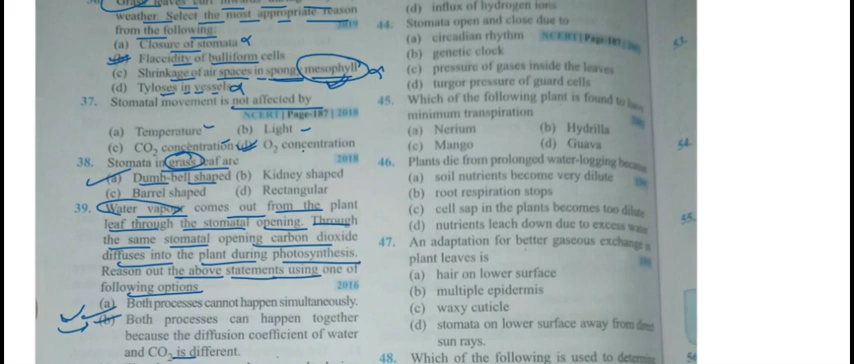 weather. Select the most appropriate reason
from the following: 2019
(a) Closure of stomata
(b) Flaccidity of bulliform cells
(c) Shrinkage of air spaces in spongy mesophyll
(d) Tyloses in vessels
37. Stomatal movement is not affected by
NCERT | Page-187 | 2018
(a) Temperature (b) Light
(c) CO₂ concentration (d) O₂ concentration
38. Stomata in grass leaf are 2018
(a) Dumb-bell shaped (b) Kidney shaped
(c) Barrel shaped (d) Rectangular
39. Water vapour comes out from the plant
leaf through the stomatal opening. Through
the same stomatal opening carbon dioxide
diffuses into the plant during photosynthesis.
Reason out the above statements using one of
following options 2016
(a) Both processes cannot happen simultaneously.
(b) Both processes can happen together
because the diffusion coefficient of water
and CO₂ is different.
(d) influx of hydrogen ions
44. Stomata open and close due to
(a) circadian rhythm NCERT | Page-187
(b) genetic clock
(c) pressure of gases inside the leaves
(d) turgor pressure of guard cells
45. Which of the following plant is found to have
minimum transpiration
(a) Nerium (b) Hydrilla
(c) Mango (d) Guava
46. Plants die from prolonged water-logging because
(a) soil nutrients become very dilute
(b) root respiration stops
(c) cell sap in the plants becomes too dilute
(d) nutrients leach down due to excess water
47. An adaptation for better gaseous exchange in
plant leaves is
(a) hair on lower surface
(b) multiple epidermis
(c) waxy cuticle
(d) stomata on lower surface away from direct
sun rays.
48. Which of the following is used to determine
53.
54.
55.